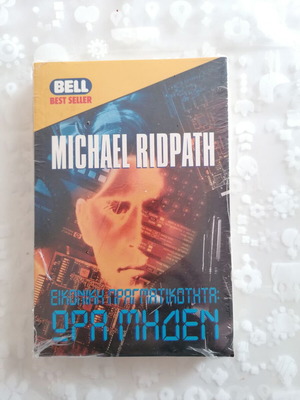 BELL
BEST SELLER
MICHAEL RIDPATH
ΕΙΚΟΝΙΚΗ ΠΡΑΓΜΑΤΙΚΟΤΗΤΑ:
ΩΡΑ ΜΗΔΕΝ